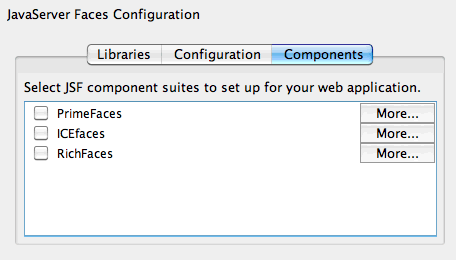 JavaServer Faces Configuration
Libraries Configuration Components
Select JSF component suites to set up for your web application.
PrimeFaces More...
ICEfaces More...
RichFaces More...